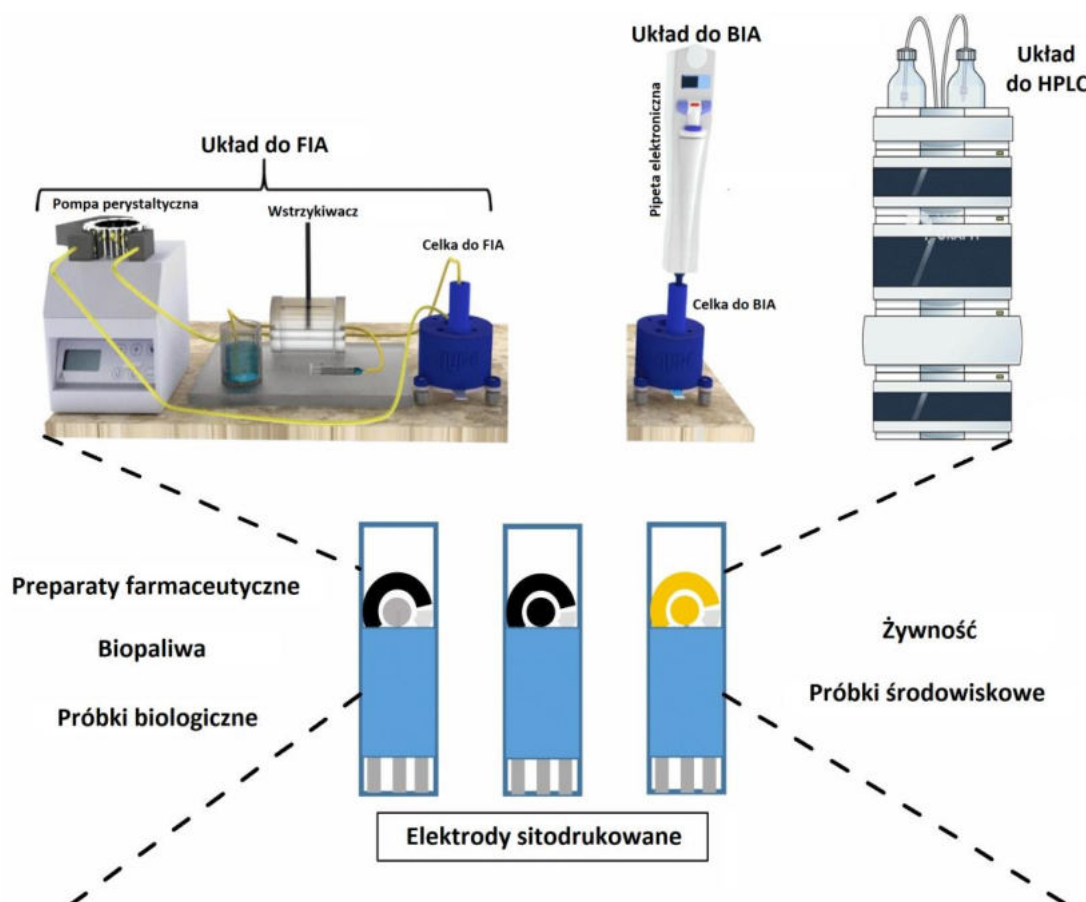 Układ do BIA
Układ
do HPLC
Układ do FIA
Pompa perystaltyczna
Wstrzykiwacz
Celka do FIA
Pipeta elektroniczna
Celka do BIA
Preparaty farmaceutyczne
Biopaliwa
Próbki biologiczne
Żywność
Próbki środowiskowe
Elektrody sitodrukowane